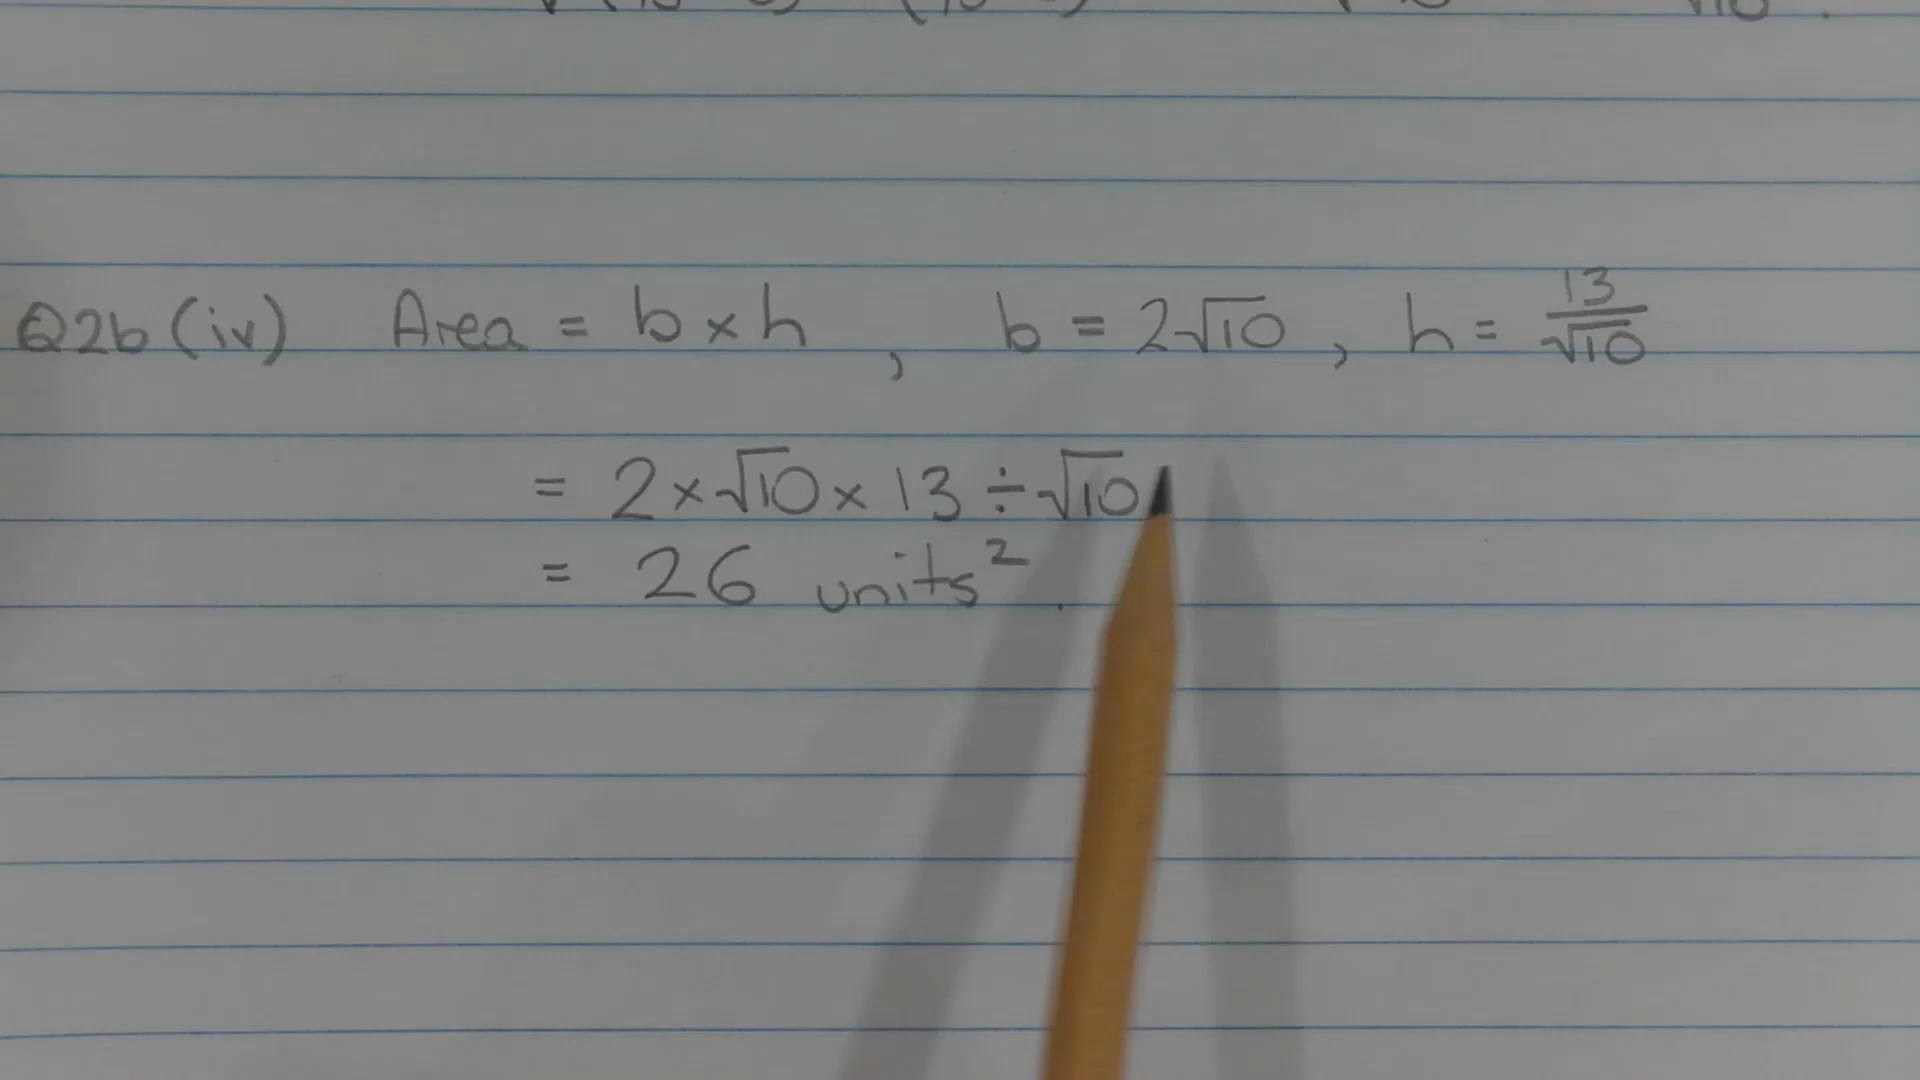 Q2b (iv) Area = b × h , b = 2√10 , h = 13/√10
= 2 × √10 × 13 ÷ √10
= 26 units² .